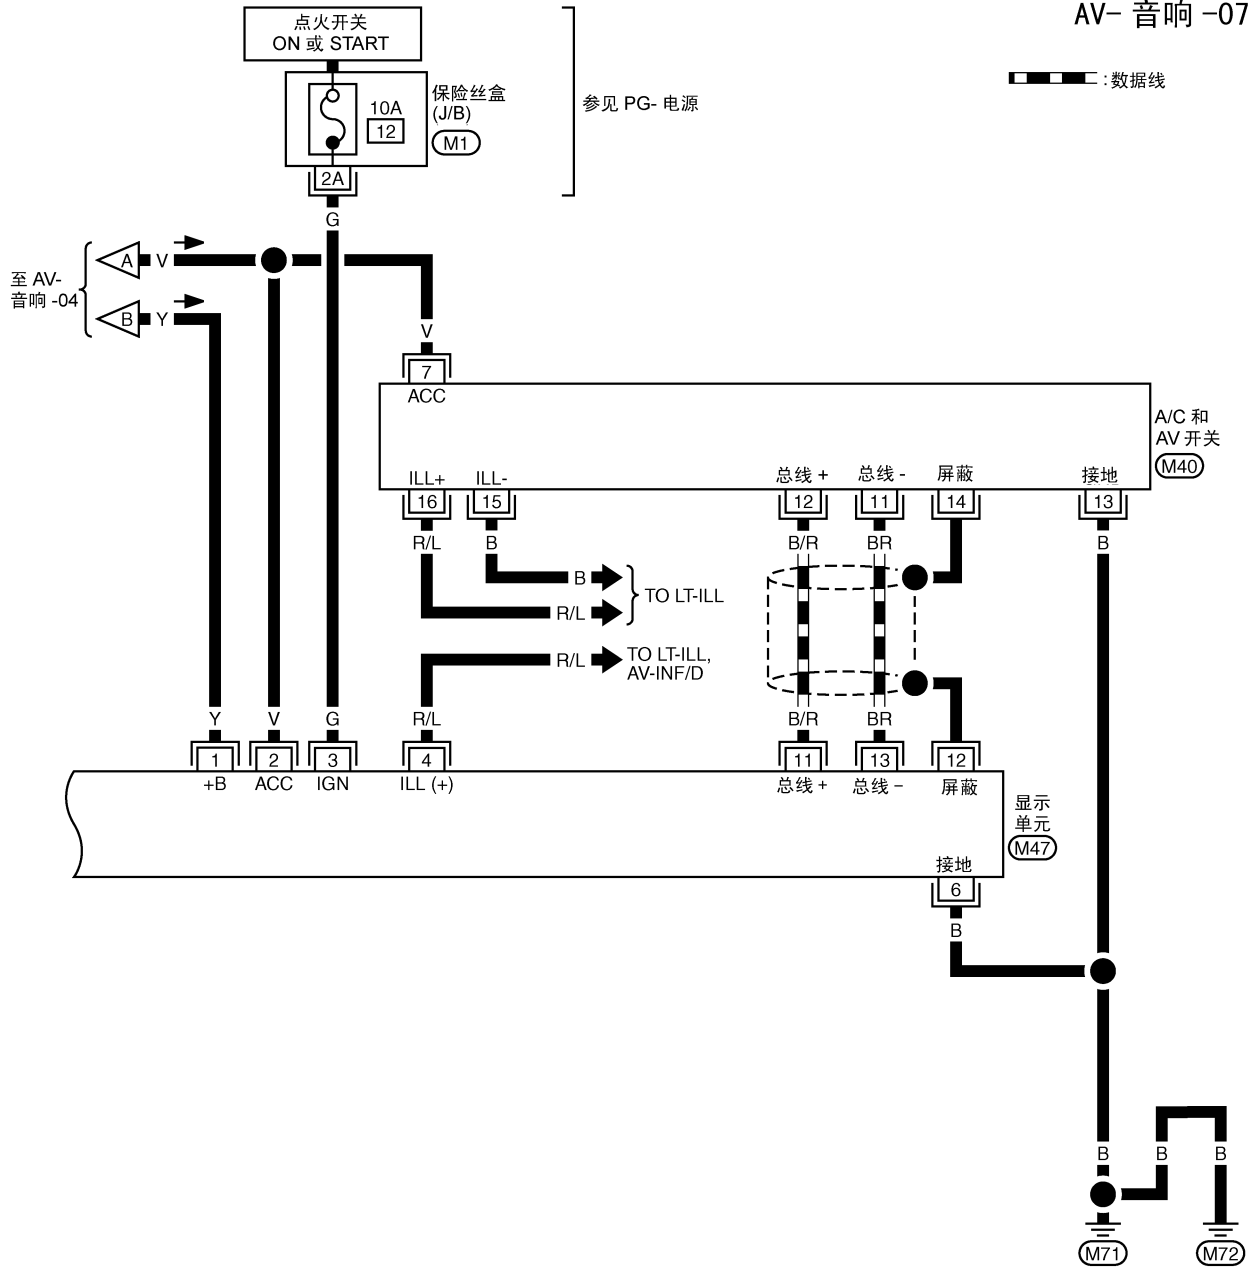 AV- 音响 -07
:数据线
点火开关
ON 或 START
保险丝盒
(J/B)
10A
12
M1
参见 PG- 电源
2A
G
至 AV-
音响 -04
A V
B Y
V
7
ACC
A/C 和
AV 开关
M40
ILL+ ILL- 总线 + 总线 - 屏蔽 接地
16 15 12 11 14 13
R/L B B/R BR B
B
TO LT-ILL
R/L
R/L
TO LT-ILL,
AV-INF/D
Y V G R/L B/R BR
1 2 3 4 11 13 12
+B ACC IGN ILL (+) 总线 + 总线 - 屏蔽
显示
单元
M47
接地
6
B
B B B
M71 M72